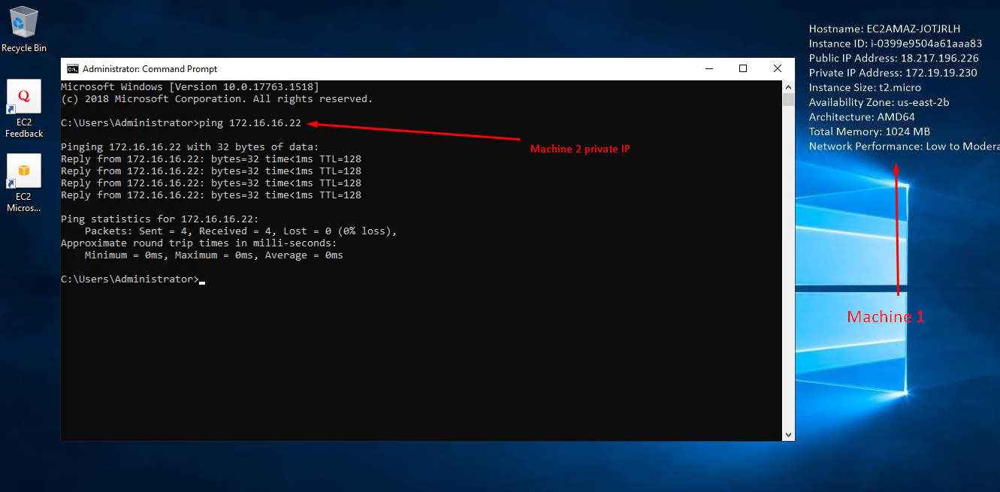 Recycle Bin
EC2
Feedback
EC2
Micros...
Administrator: Command Prompt
Microsoft Windows [Version 10.0.17763.1518]
(c) 2018 Microsoft Corporation. All rights reserved.
C:\Users\Administrator>ping 172.16.16.22
Pinging 172.16.16.22 with 32 bytes of data:
Reply from 172.16.16.22: bytes=32 time<1ms TTL=128
Reply from 172.16.16.22: bytes=32 time<1ms TTL=128
Reply from 172.16.16.22: bytes=32 time<1ms TTL=128
Reply from 172.16.16.22: bytes=32 time<1ms TTL=128
Ping statistics for 172.16.16.22:
Packets: Sent = 4, Received = 4, Lost = 0 (0% loss),
Approximate round trip times in milli-seconds:
Minimum = 0ms, Maximum = 0ms, Average = 0ms
C:\Users\Administrator>
Machine 2 private IP
Hostname: EC2AMAZ-JOTJRLH
Instance ID: i-0399e9504a61aaa83
Public IP Address: 18.217.196.226
Private IP Address: 172.19.19.230
Instance Size: t2.micro
Availability Zone: us-east-2b
Architecture: AMD64
Total Memory: 1024 MB
Network Performance: Low to Modera
Machine 1